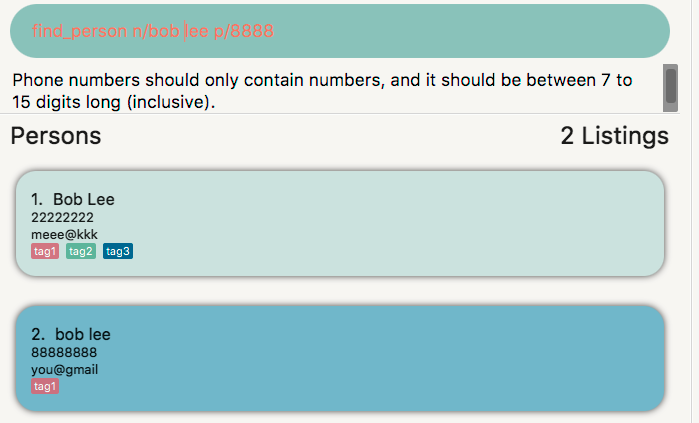 find_person n/bob lee p/8888
Phone numbers should only contain numbers, and it should be between 7 to
15 digits long (inclusive).
Persons 2 Listings
1. Bob Lee
22222222
meee@kkk
tag1 tag2 tag3
2. bob lee
88888888
you@gmail
tag1